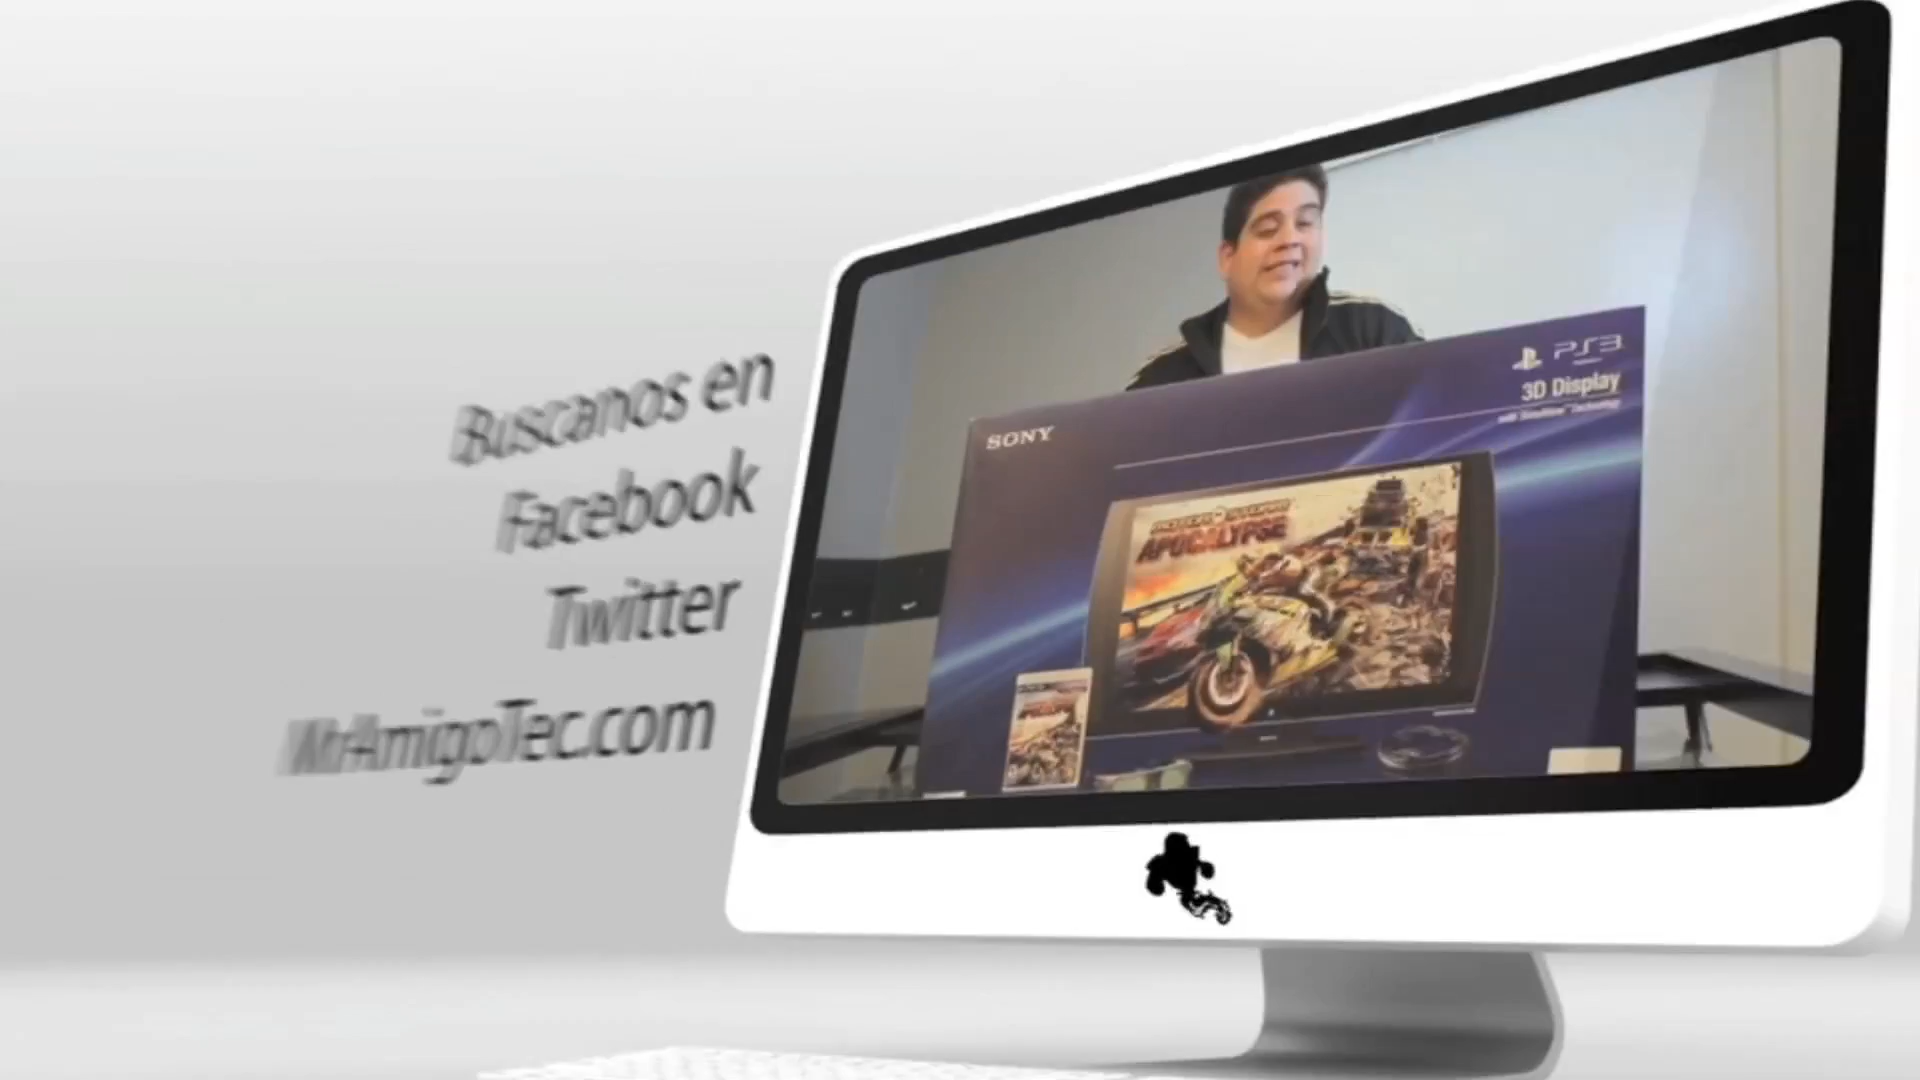 Buscanos en
Facebook
Twitter
MrAmigoTec.com
SONY
PS3
3D Display
APOCALYPSE